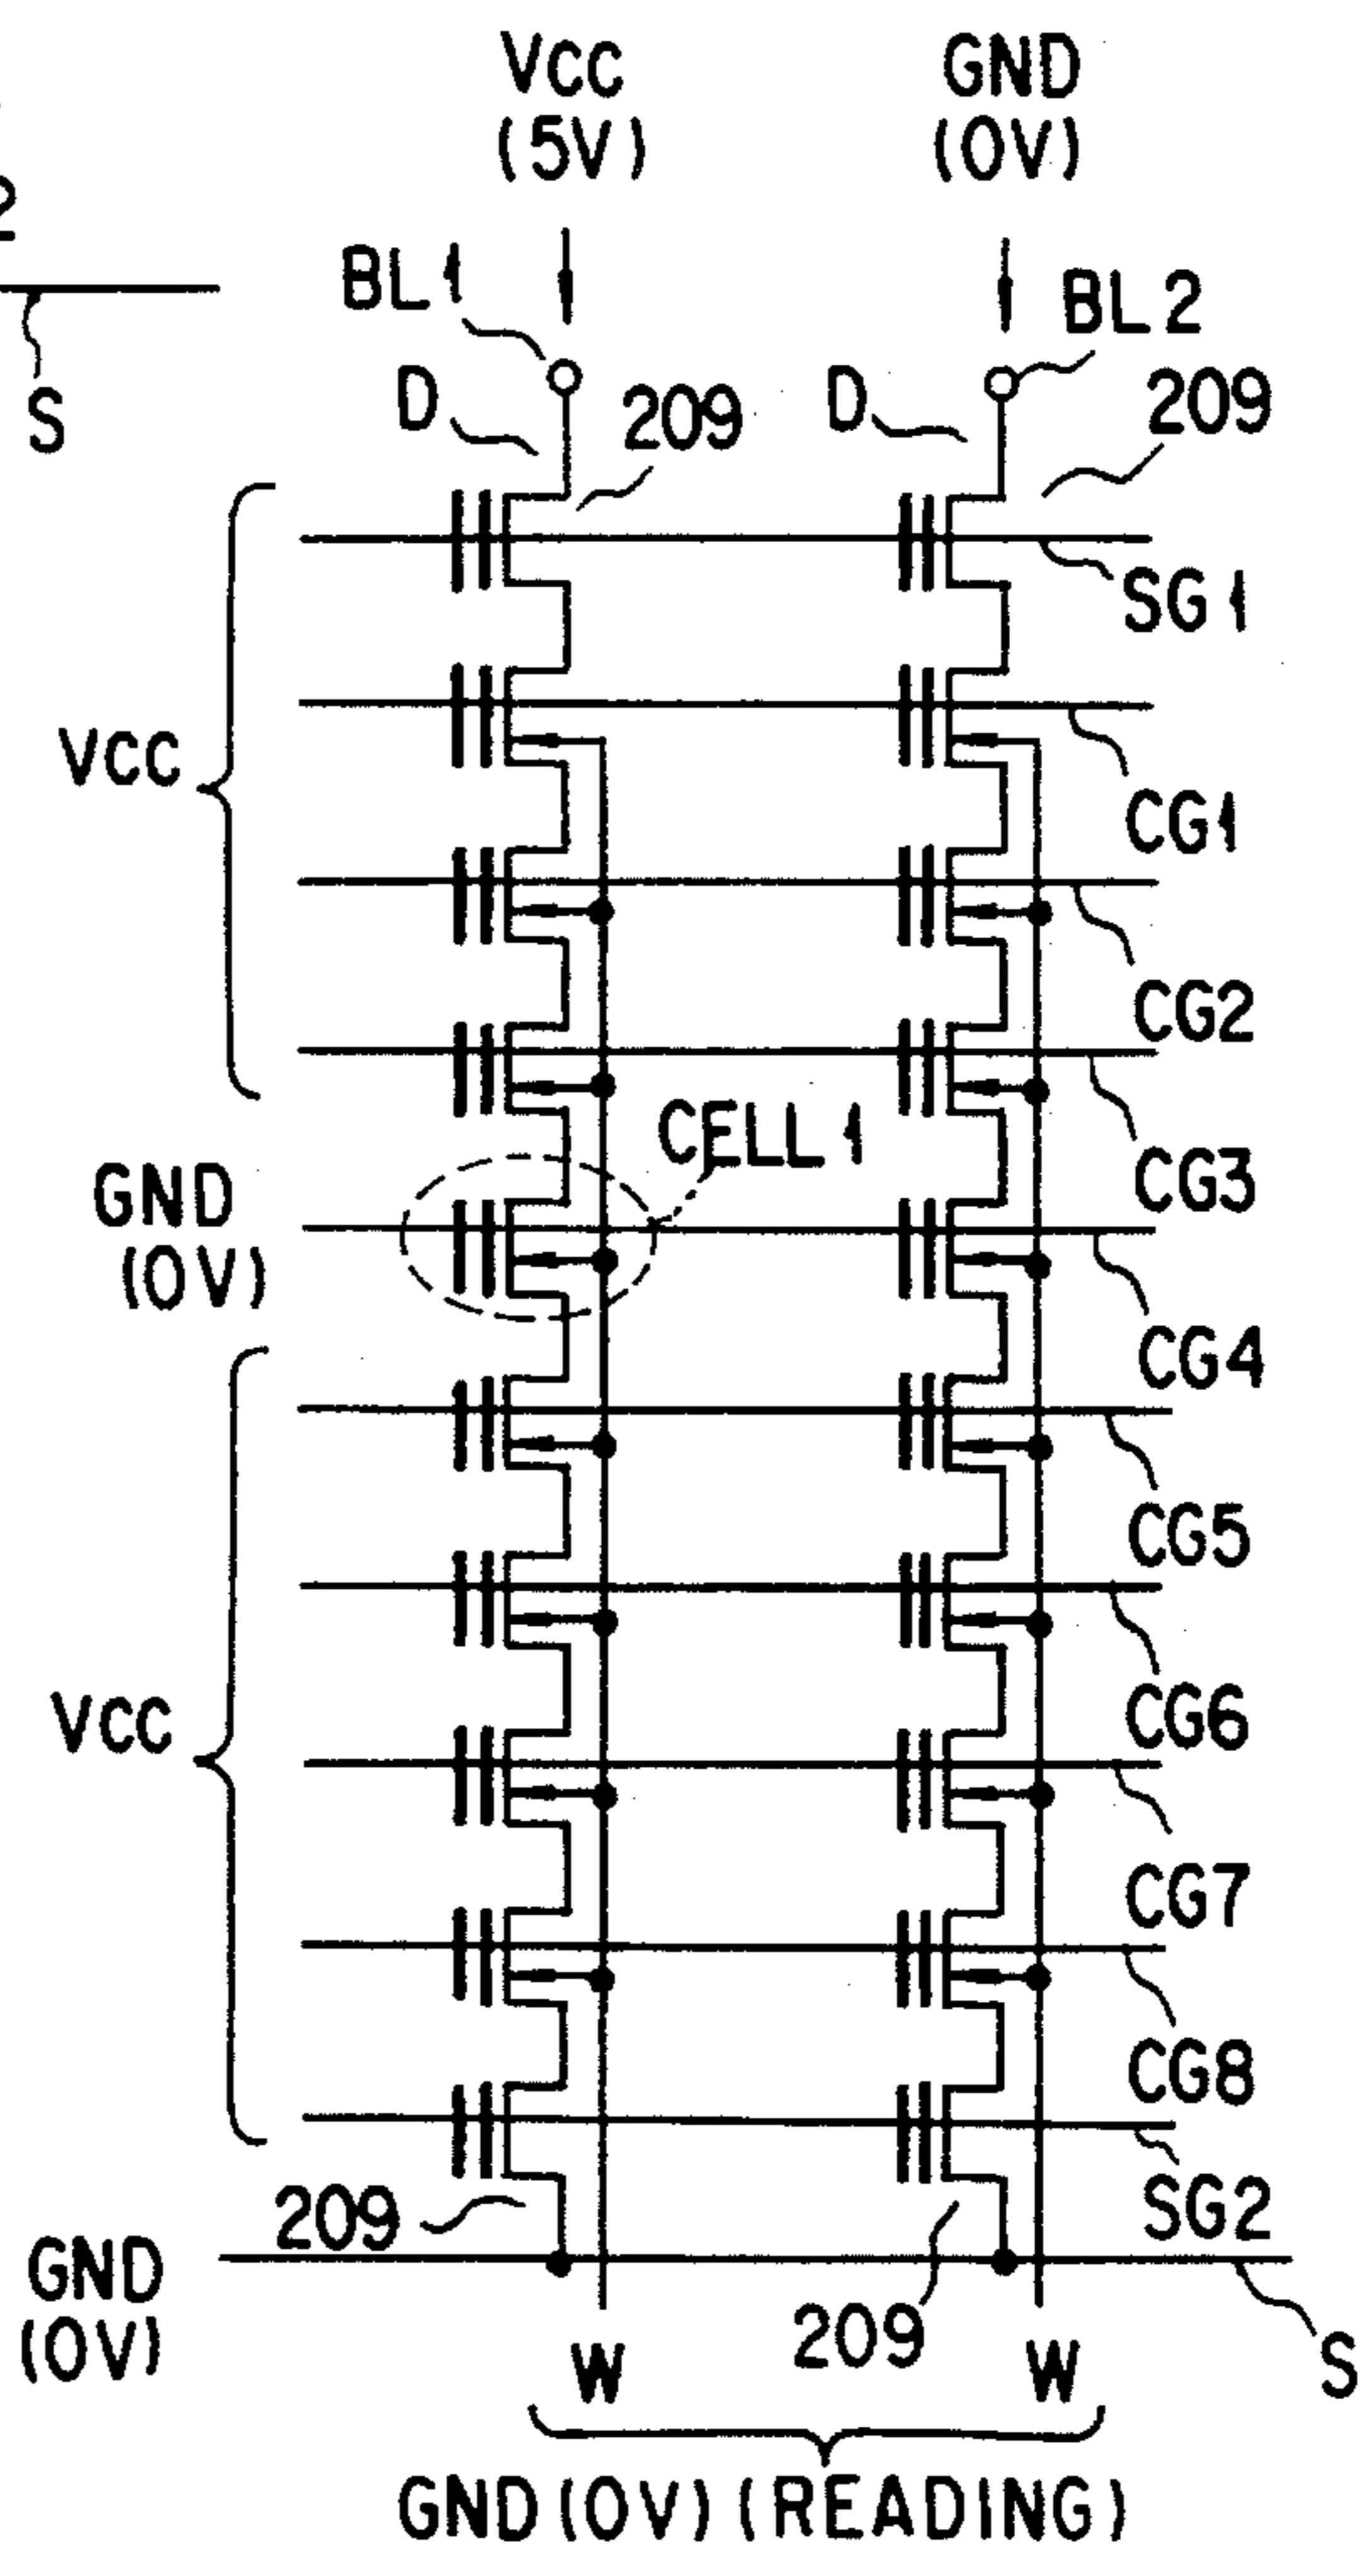 VCC
(5V)
GND
(0V)
2
BL1
BL2
S
D
209
D
209
SG1
VCC
CG1
CG2
CELL1
GND
(0V)
CG3
CG4
CG5
VCC
CG6
CG7
CG8
209
SG2
GND
(0V)
209
S
W
W
GND(0V)(READING)